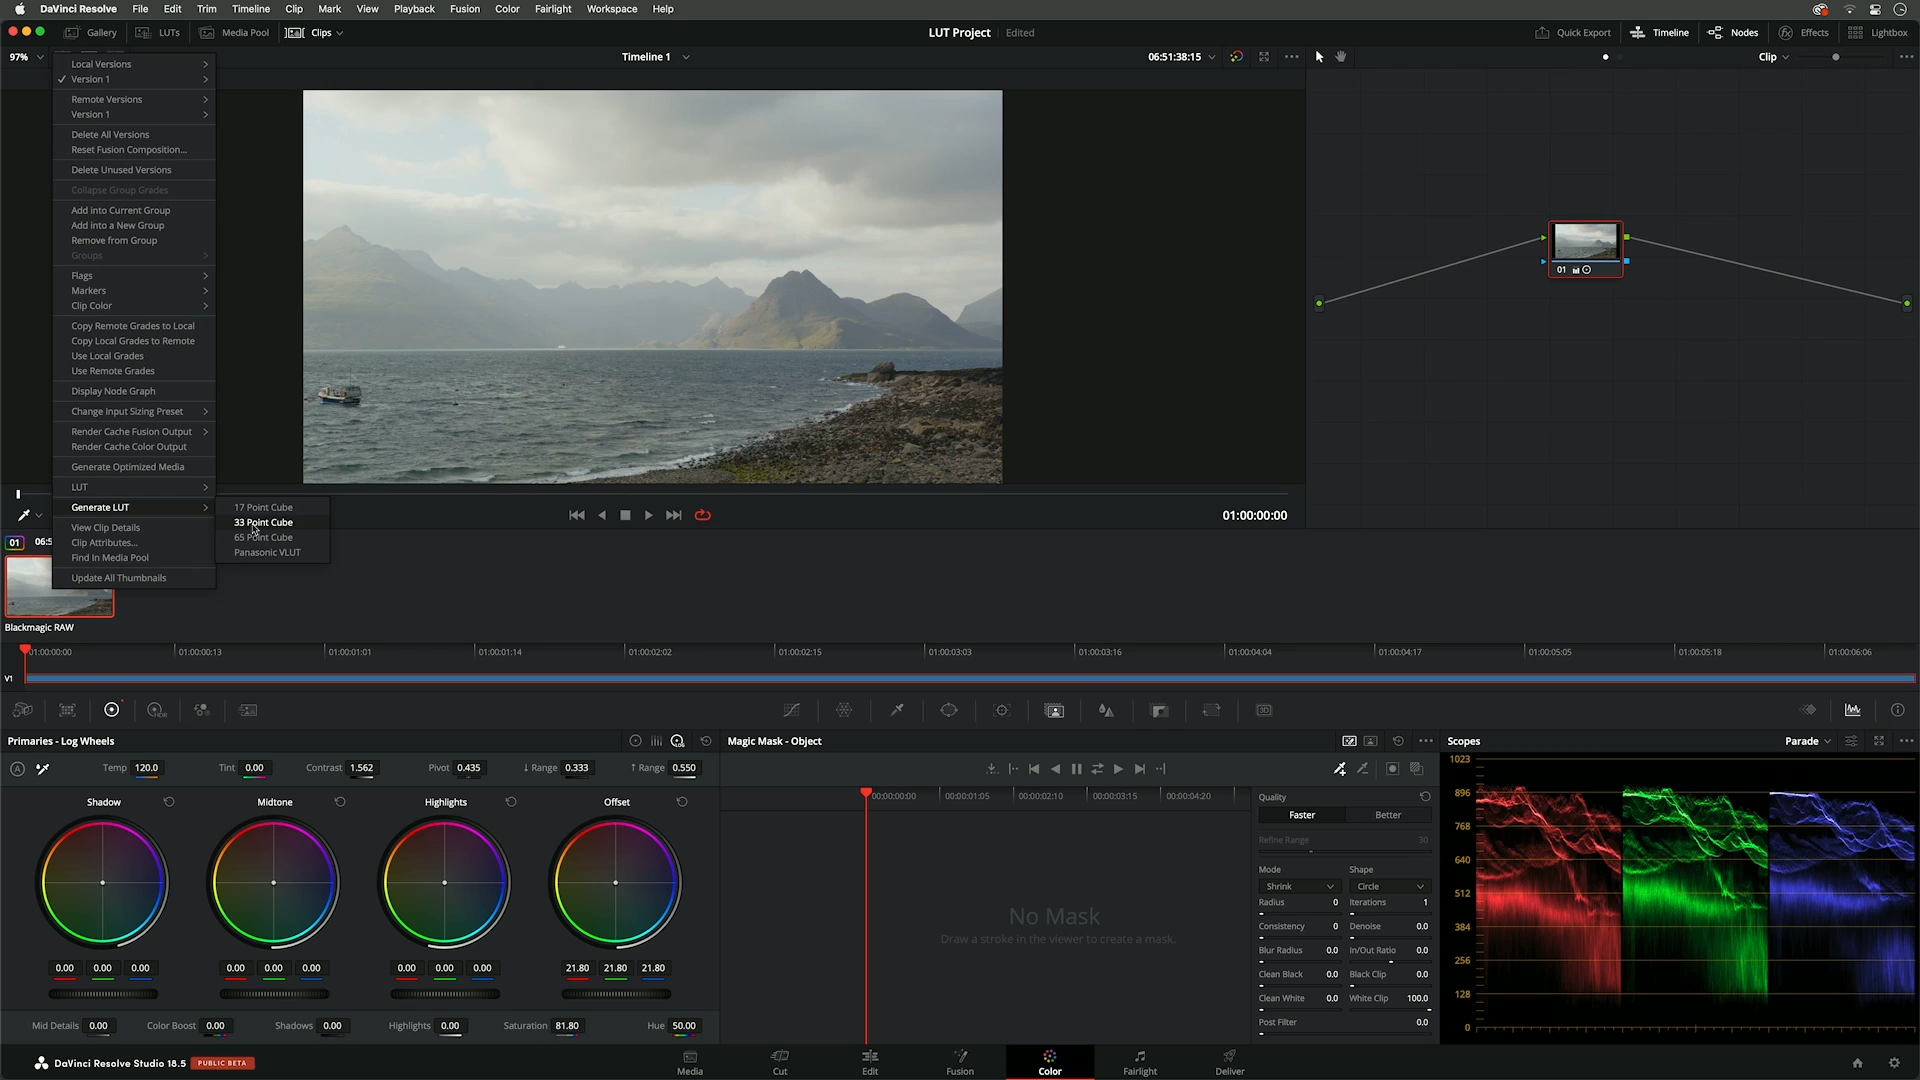 DaVinci Resolve File Edit Trim Timeline Clip Mark View Playback Fusion Color Fairlight Workspace Help
Gallery LUTs Media Pool Clips LUT Project Edited Quick Export Timeline Nodes Effects Lightbox
97% Timeline 1 06:51:38:15 Clip
Local Versions
Version 1
Remote Versions
Version 1
Delete All Versions
Reset Fusion Composition...
Delete Unused Versions
Collapse Group Grades
Add into Current Group
Add into a New Group
Remove from Group
Groups
Flags
Markers
Clip Color
Copy Remote Grades to Local
Copy Local Grades to Remote
Use Local Grades
Use Remote Grades
Display Node Graph
Change Input Sizing Preset
Render Cache Fusion Output
Render Cache Color Output
Generate Optimized Media
LUT
Generate LUT
View Clip Details
Clip Attributes...
Find In Media Pool
Update All Thumbnails
17 Point Cube
33 Point Cube
65 Point Cube
Panasonic VLUT
01
01:00:00:00
01 06:5
Blackmagic RAW
01:00:00:00 01:00:00:13 01:00:01:01 01:00:01:14 01:00:02:02 01:00:02:15 01:00:03:03 01:00:03:16 01:00:04:04 01:00:04:17 01:00:05:05 01:00:05:18 01:00:06:06
V1
HDR 3D
Primaries - Log Wheels LOG
Temp 120.0 Tint 0.00 Contrast 1.562 Pivot 0.435 ↓ Range 0.333 ↑ Range 0.550
A
Shadow Midtone Highlights Offset
0.00 0.00 0.00 0.00 0.00 0.00 0.00 0.00 0.00 21.80 21.80 21.80
Mid Details 0.00 Color Boost 0.00 Shadows 0.00 Highlights 0.00 Saturation 81.80 Hue 50.00
Magic Mask - Object
00:00:00:00 00:00:01:05 00:00:02:10 00:00:03:15 00:00:04:20
No Mask
Draw a stroke in the viewer to create a mask.
Quality
Faster Better
Refine Range 30
Mode Shape
Shrink Circle
Radius 0 Iterations 1
Consistency 0 Denoise 0.0
Blur Radius 0.0 In/Out Ratio 0.0
Clean Black 0.0 Black Clip 0.0
Clean White 0.0 White Clip 100.0
Post Filter 0.0
Scopes Parade
1023
896
768
640
512
384
256
128
0
DaVinci Resolve Studio 18.5 PUBLIC BETA
Media Cut Edit Fusion Color Fairlight Deliver